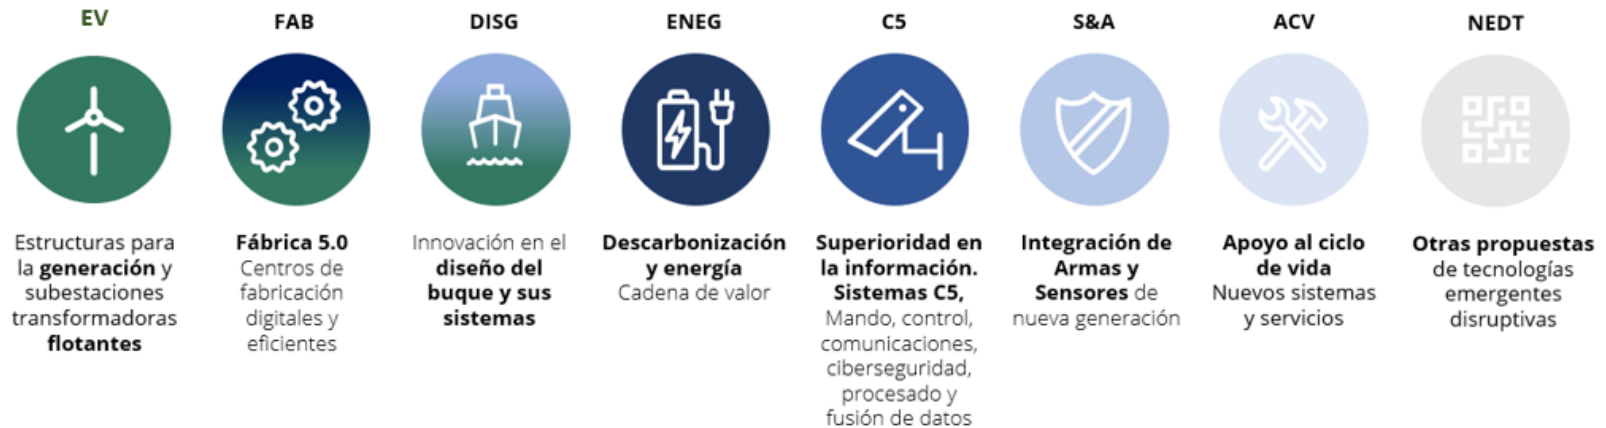 EV
Estructuras para
la generación y
subestaciones
transformadoras
flotantes
FAB
Fábrica 5.0
Centros de
fabricación
digitales y
eficientes
DISG
Innovación en el
diseño del
buque y sus
sistemas
ENEG
Descarbonización
y energía
Cadena de valor
C5
Superioridad en
la información.
Sistemas C5,
Mando, control,
comunicaciones,
ciberseguridad,
procesado y
fusión de datos
S&A
Integración de
Armas y
Sensores de
nueva generación
ACV
Apoyo al ciclo
de vida
Nuevos sistemas
y servicios
NEDT
Otras propuestas
de tecnologías
emergentes
disruptivas